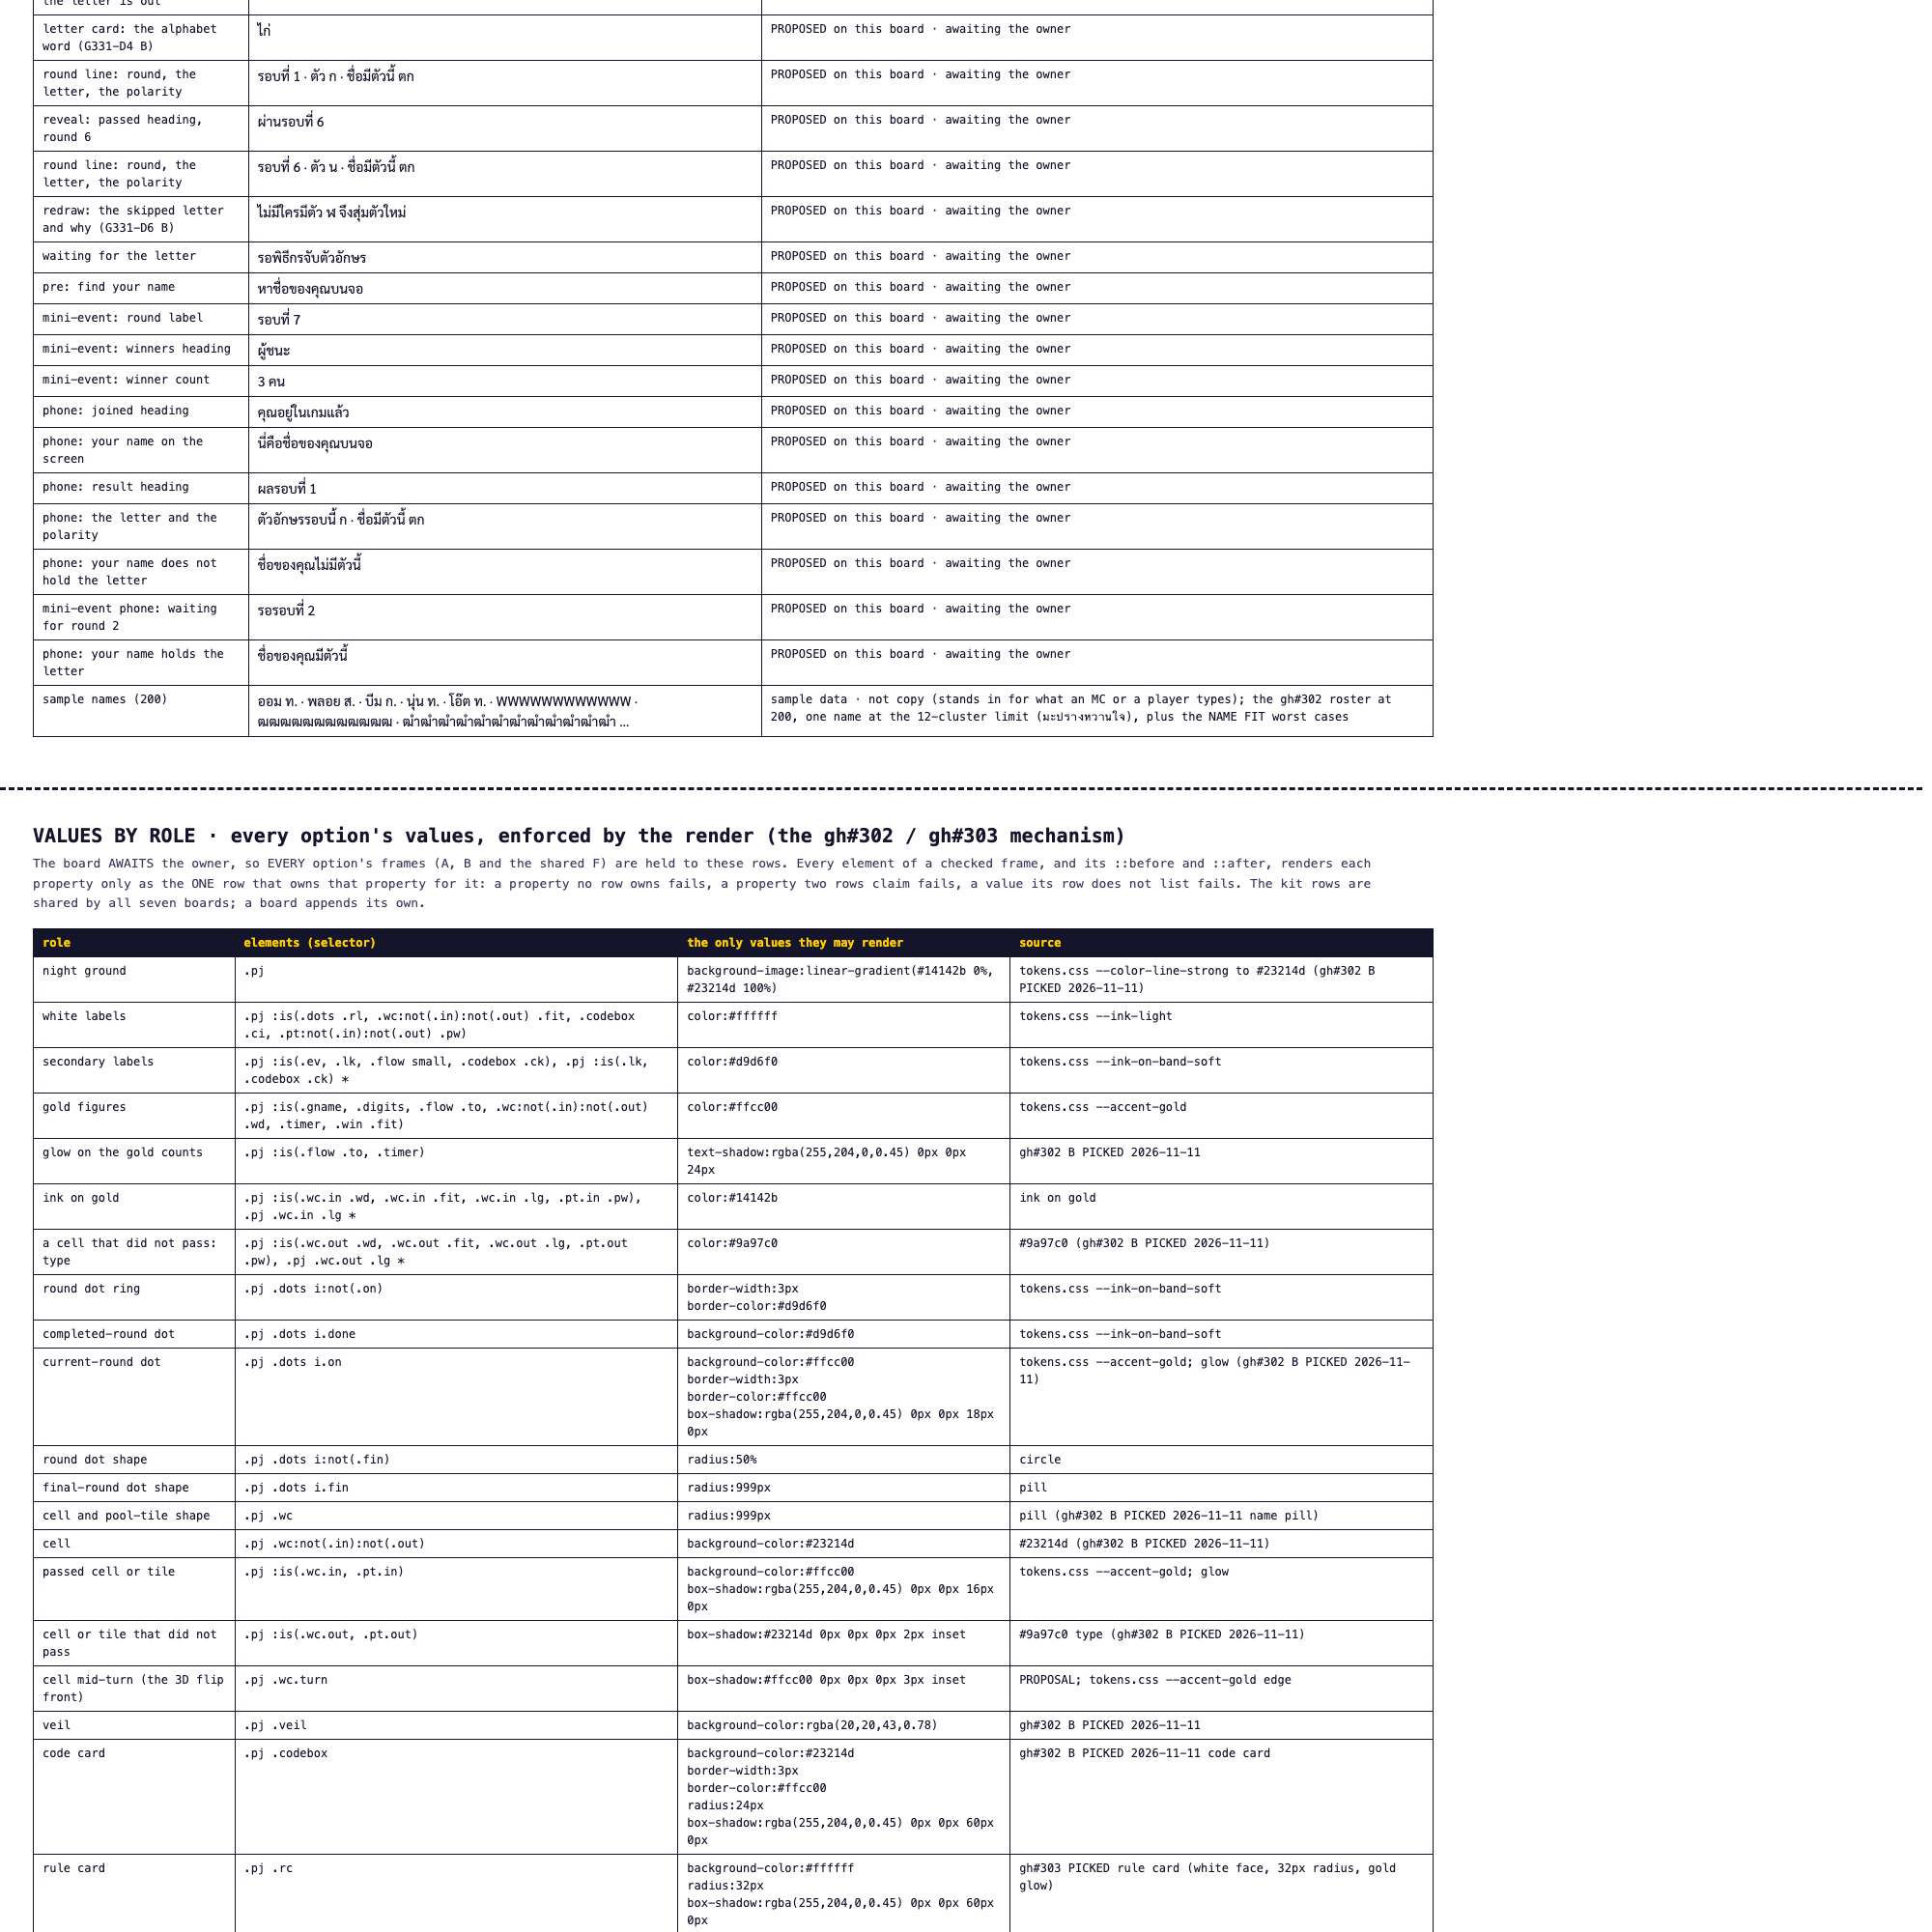 the letter is out
letter card: the alphabet
word (G331-D4 B)
ไก่
PROPOSED on this board · awaiting the owner
round line: round, the
letter, the polarity
รอบที่ 1 · ตัว ก · ชื่อมีตัวนี้ ตก
PROPOSED on this board · awaiting the owner
reveal: passed heading,
round 6
ผ่านรอบที่ 6
PROPOSED on this board · awaiting the owner
round line: round, the
letter, the polarity
รอบที่ 6 · ตัว น · ชื่อมีตัวนี้ ตก
PROPOSED on this board · awaiting the owner
redraw: the skipped letter
and why (G331-D6 B)
ไม่มีใครมีตัว ฬ จึงสุ่มตัวใหม่
PROPOSED on this board · awaiting the owner
waiting for the letter
รอพิธีกรจับตัวอักษร
PROPOSED on this board · awaiting the owner
pre: find your name
หาชื่อของคุณบนจอ
PROPOSED on this board · awaiting the owner
mini-event: round label
รอบที่ 7
PROPOSED on this board · awaiting the owner
mini-event: winners heading
ผู้ชนะ
PROPOSED on this board · awaiting the owner
mini-event: winner count
3 คน
PROPOSED on this board · awaiting the owner
phone: joined heading
คุณอยู่ในเกมแล้ว
PROPOSED on this board · awaiting the owner
phone: your name on the
screen
นี่คือชื่อของคุณบนจอ
PROPOSED on this board · awaiting the owner
phone: result heading
ผลรอบที่ 1
PROPOSED on this board · awaiting the owner
phone: the letter and the
polarity
ตัวอักษรรอบนี้ ก · ชื่อมีตัวนี้ ตก
PROPOSED on this board · awaiting the owner
phone: your name does not
hold the letter
ชื่อของคุณไม่มีตัวนี้
PROPOSED on this board · awaiting the owner
mini-event phone: waiting
for round 2
รอรอบที่ 2
PROPOSED on this board · awaiting the owner
phone: your name holds the
letter
ชื่อของคุณมีตัวนี้
PROPOSED on this board · awaiting the owner
sample names (200)
ออม ท. · พลอย ส. · บีม ก. · นุ่น ท. · โอ๊ต ท. · WWWWWWWWWWWW ·
sample data · not copy (stands in for what an MC or a player types); the gh#302 roster at
200, one name at the 12-cluster limit (มะปรางหวานใจ), plus the NAME FIT worst cases
VALUES BY ROLE · every option's values, enforced by the render (the gh#302 / gh#303 mechanism)
The board AWAITS the owner, so EVERY option's frames (A, B and the shared F) are held to these rows. Every element of a checked frame, and its ::before and ::after, renders each
property only as the ONE row that owns that property for it: a property no row owns fails, a property two rows claim fails, a value its row does not list fails. The kit rows are
shared by all seven boards; a board appends its own.
role
elements (selector)
the only values they may render
source
night ground
.pj
background-image:linear-gradient(#14142b 0%,
#23214d 100%)
tokens.css --color-line-strong to #23214d (gh#302 B
PICKED 2026-11-11)
white labels
.pj :is(.dots .rl, .wc:not(.in):not(.out) .fit, .codebox
.ci, .pt:not(.in):not(.out) .pw)
color:#ffffff
tokens.css --ink-light
secondary labels
.pj :is(.ev, .lk, .flow small, .codebox .ck), .pj :is(.lk,
.codebox .ck) *
color:#d9d6f0
tokens.css --ink-on-band-soft
gold figures
.pj :is(.gname, .digits, .flow .to, .wc:not(.in):not(.out)
.wd, .timer, .win .fit)
color:#ffcc00
tokens.css --accent-gold
glow on the gold counts
.pj :is(.flow .to, .timer)
text-shadow:rgba(255,204,0,0.45) 0px 0px
24px
gh#302 B PICKED 2026-11-11
ink on gold
.pj :is(.wc.in .wd, .wc.in .fit, .wc.in .lg, .pt.in .pw),
.pj .wc.in .lg *
color:#14142b
ink on gold
a cell that did not pass:
type
.pj :is(.wc.out .wd, .wc.out .fit, .wc.out .lg, .pt.out
.pw), .pj .wc.out .lg *
color:#9a97c0
#9a97c0 (gh#302 B PICKED 2026-11-11)
round dot ring
.pj .dots i:not(.on)
border-width:3px
border-color:#d9d6f0
tokens.css --ink-on-band-soft
completed-round dot
.pj .dots i.done
background-color:#d9d6f0
tokens.css --ink-on-band-soft
current-round dot
.pj .dots i.on
background-color:#ffcc00
border-width:3px
border-color:#ffcc00
box-shadow:rgba(255,204,0,0.45) 0px 0px 18px
0px
tokens.css --accent-gold; glow (gh#302 B PICKED 2026-11-
11)
round dot shape
.pj .dots i:not(.fin)
radius:50%
circle
final-round dot shape
.pj .dots i.fin
radius:999px
pill
cell and pool-tile shape
.pj .wc
radius:999px
pill (gh#302 B PICKED 2026-11-11 name pill)
cell
.pj .wc:not(.in):not(.out)
background-color:#23214d
#23214d (gh#302 B PICKED 2026-11-11)
passed cell or tile
.pj :is(.wc.in, .pt.in)
background-color:#ffcc00
box-shadow:rgba(255,204,0,0.45) 0px 0px 16px
0px
tokens.css --accent-gold; glow
cell or tile that did not
pass
.pj :is(.wc.out, .pt.out)
box-shadow:#23214d 0px 0px 0px 2px inset
#9a97c0 type (gh#302 B PICKED 2026-11-11)
cell mid-turn (the 3D flip
front)
.pj .wc.turn
box-shadow:#ffcc00 0px 0px 0px 3px inset
PROPOSAL; tokens.css --accent-gold edge
veil
.pj .veil
background-color:rgba(20,20,43,0.78)
gh#302 B PICKED 2026-11-11
code card
.pj .codebox
background-color:#23214d
border-width:3px
border-color:#ffcc00
radius:24px
box-shadow:rgba(255,204,0,0.45) 0px 0px 60px
0px
gh#302 B PICKED 2026-11-11 code card
rule card
.pj .rc
background-color:#ffffff
radius:32px
box-shadow:rgba(255,204,0,0.45) 0px 0px 60px
0px
gh#303 PICKED rule card (white face, 32px radius, gold
glow)